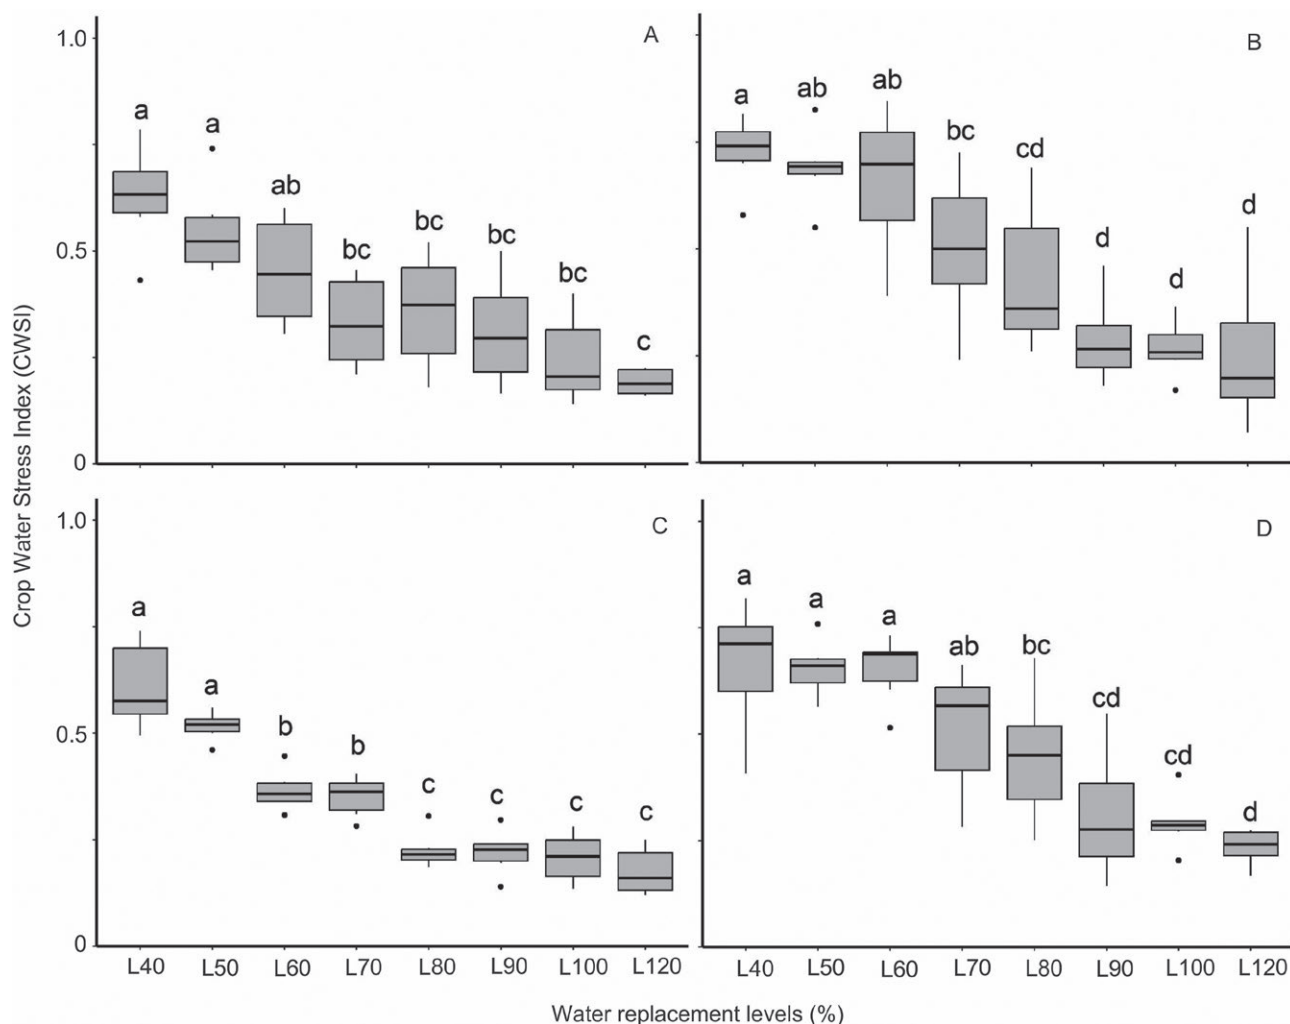 A
1.0
a
a
ab
bc
bc
bc
bc
c
0.5
0
B
a
ab
ab
bc
cd
d
d
d
Crop Water Stress Index (CWSI)
C
1.0
a
a
b
b
c
c
c
c
0.5
0
D
a
a
a
ab
bc
cd
cd
d
L40 L50 L60 L70 L80 L90 L100 L120
L40 L50 L60 L70 L80 L90 L100 L120
Water replacement levels (%)